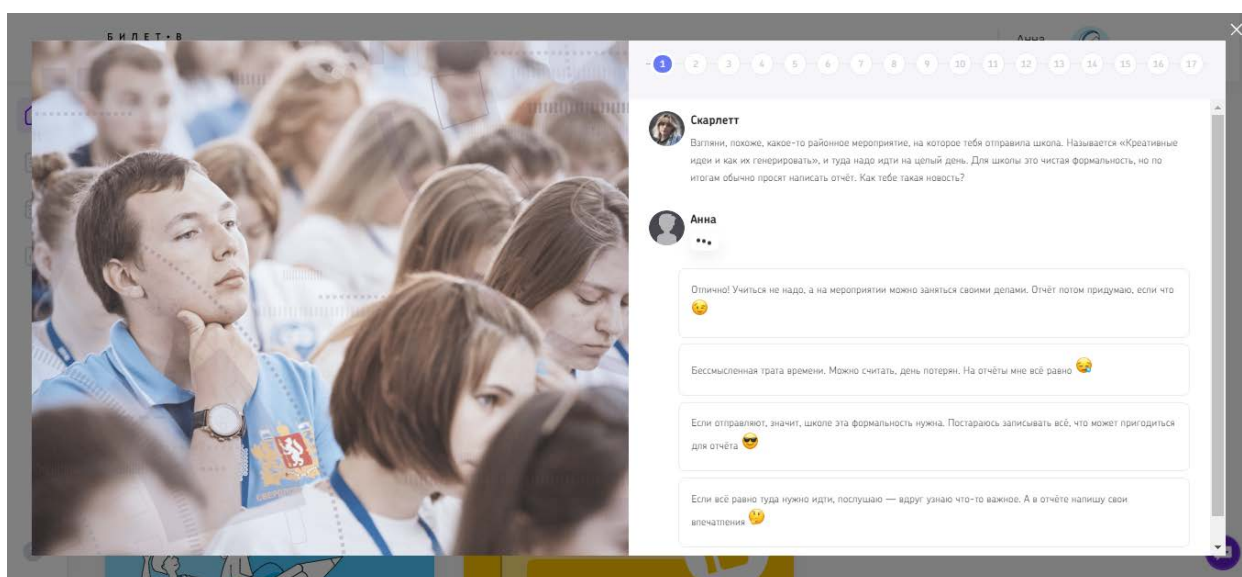 БИЛЕТ • В
Анна
1 2 3 4 5 6 7 8 9 10 11 12 13 14 15 16 17
Скарлетт
Взгляни, похоже, какое-то районное мероприятие, на которое тебя отправила школа. Называется «Креативные
идеи и как их генерировать», и туда надо идти на целый день. Для школы это чистая формальность, но по
итогам обычно просят написать отчёт. Как тебе такая новость?
Анна
Отлично! Учиться не надо, а на мероприятии можно заняться своими делами. Отчёт потом придумаю, если что
Бессмысленная трата времени. Можно считать, день потерян. На отчёты мне всё равно
Если отправляют, значит, школе эта формальность нужна. Постараюсь записывать всё, что может пригодиться
для отчёта
Если всё равно туда нужно идти, послушаю — вдруг узнаю что-то важное. А в отчёте напишу свои
впечатления